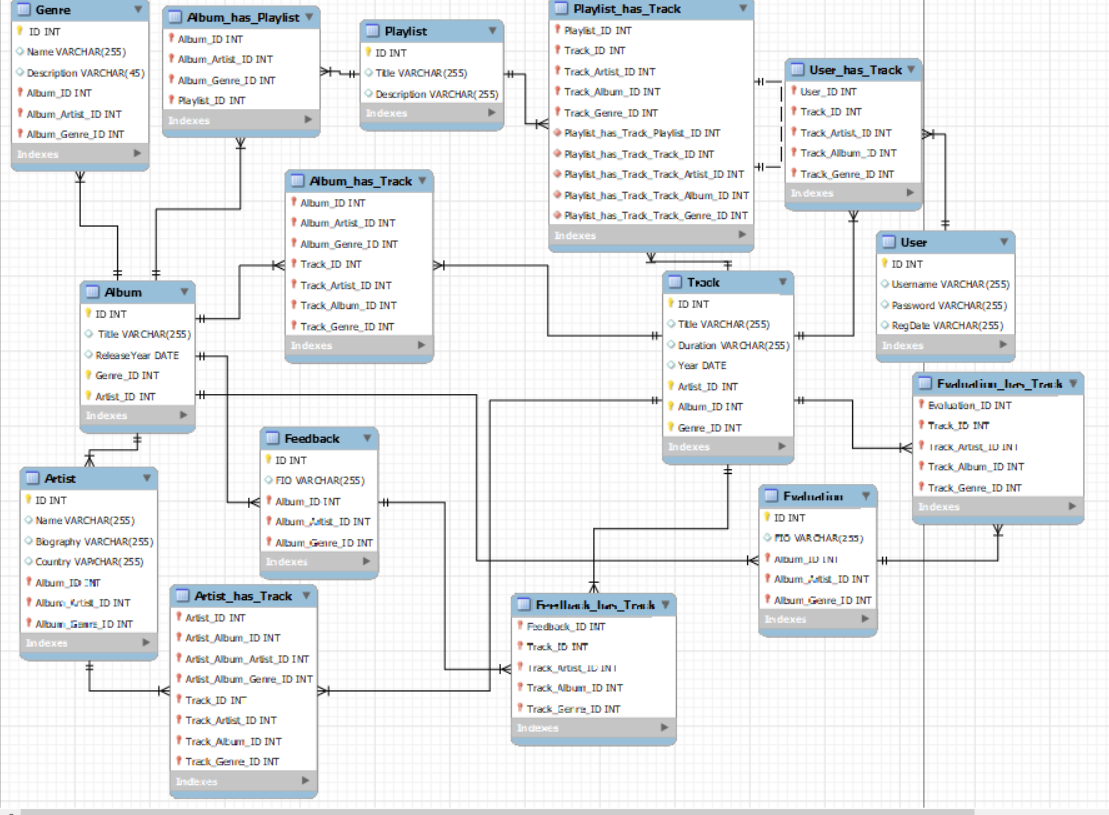 Genre
ID INT
Name VARCHAR(255)
Description VARCHAR(45)
Album_ID INT
Album_Artist_ID INT
Album_Genre_ID INT
Indexes
Album_has_Playlist
Album_ID INT
Album_Artist_ID INT
Album_Genre_ID INT
Playlist_ID INT
Indexes
Playlist
ID INT
Title VARCHAR(255)
Description VARCHAR(255)
Indexes
Playlist_has_Track
Playlist_ID INT
Track_ID INT
Track_Artist_ID INT
Track_Album_ID INT
Track_Genre_ID INT
Playlist_has_Track_Playlist_ID INT
Playlist_has_Track_Track_ID INT
Playlist_has_Track_Track_Artist_ID INT
Playlist_has_Track_Track_Album_ID INT
Playlist_has_Track_Track_Genre_ID INT
Indexes
User_has_Track
User_ID INT
Track_ID INT
Track_Artist_ID INT
Track_Album_ID INT
Track_Genre_ID INT
Indexes
Album_has_Track
Album_ID INT
Album_Artist_ID INT
Album_Genre_ID INT
Track_ID INT
Track_Artist_ID INT
Track_Album_ID INT
Track_Genre_ID INT
Indexes
User
ID INT
Username VARCHAR(255)
Password VARCHAR(255)
RegDate VARCHAR(255)
Indexes
Album
ID INT
Title VARCHAR(255)
ReleaseYear DATE
Genre_ID INT
Artist_ID INT
Indexes
Track
ID INT
Title VARCHAR(255)
Duration VARCHAR(255)
Year DATE
Artist_ID INT
Album_ID INT
Genre_ID INT
Indexes
Evaluation_has_Track
Evaluation_ID INT
Track_ID INT
Track_Artist_ID INT
Track_Album_ID INT
Track_Genre_ID INT
Indexes
Feedback
ID INT
FIO VARCHAR(255)
Album_ID INT
Album_Artist_ID INT
Album_Genre_ID INT
Indexes
Artist
ID INT
Name VARCHAR(255)
Biography VARCHAR(255)
Country VARCHAR(255)
Album_ID INT
Album_Artist_ID INT
Album_Genre_ID INT
Indexes
Evaluation
ID INT
FIO VARCHAR(255)
Album_ID INT
Album_Artist_ID INT
Album_Genre_ID INT
Indexes
Artist_has_Track
Artist_ID INT
Artist_Album_ID INT
Artist_Album_Artist_ID INT
Artist_Album_Genre_ID INT
Track_ID INT
Track_Artist_ID INT
Track_Album_ID INT
Track_Genre_ID INT
Indexes
Feedback_has_Track
Feedback_ID INT
Track_ID INT
Track_Artist_ID INT
Track_Album_ID INT
Track_Genre_ID INT
Indexes